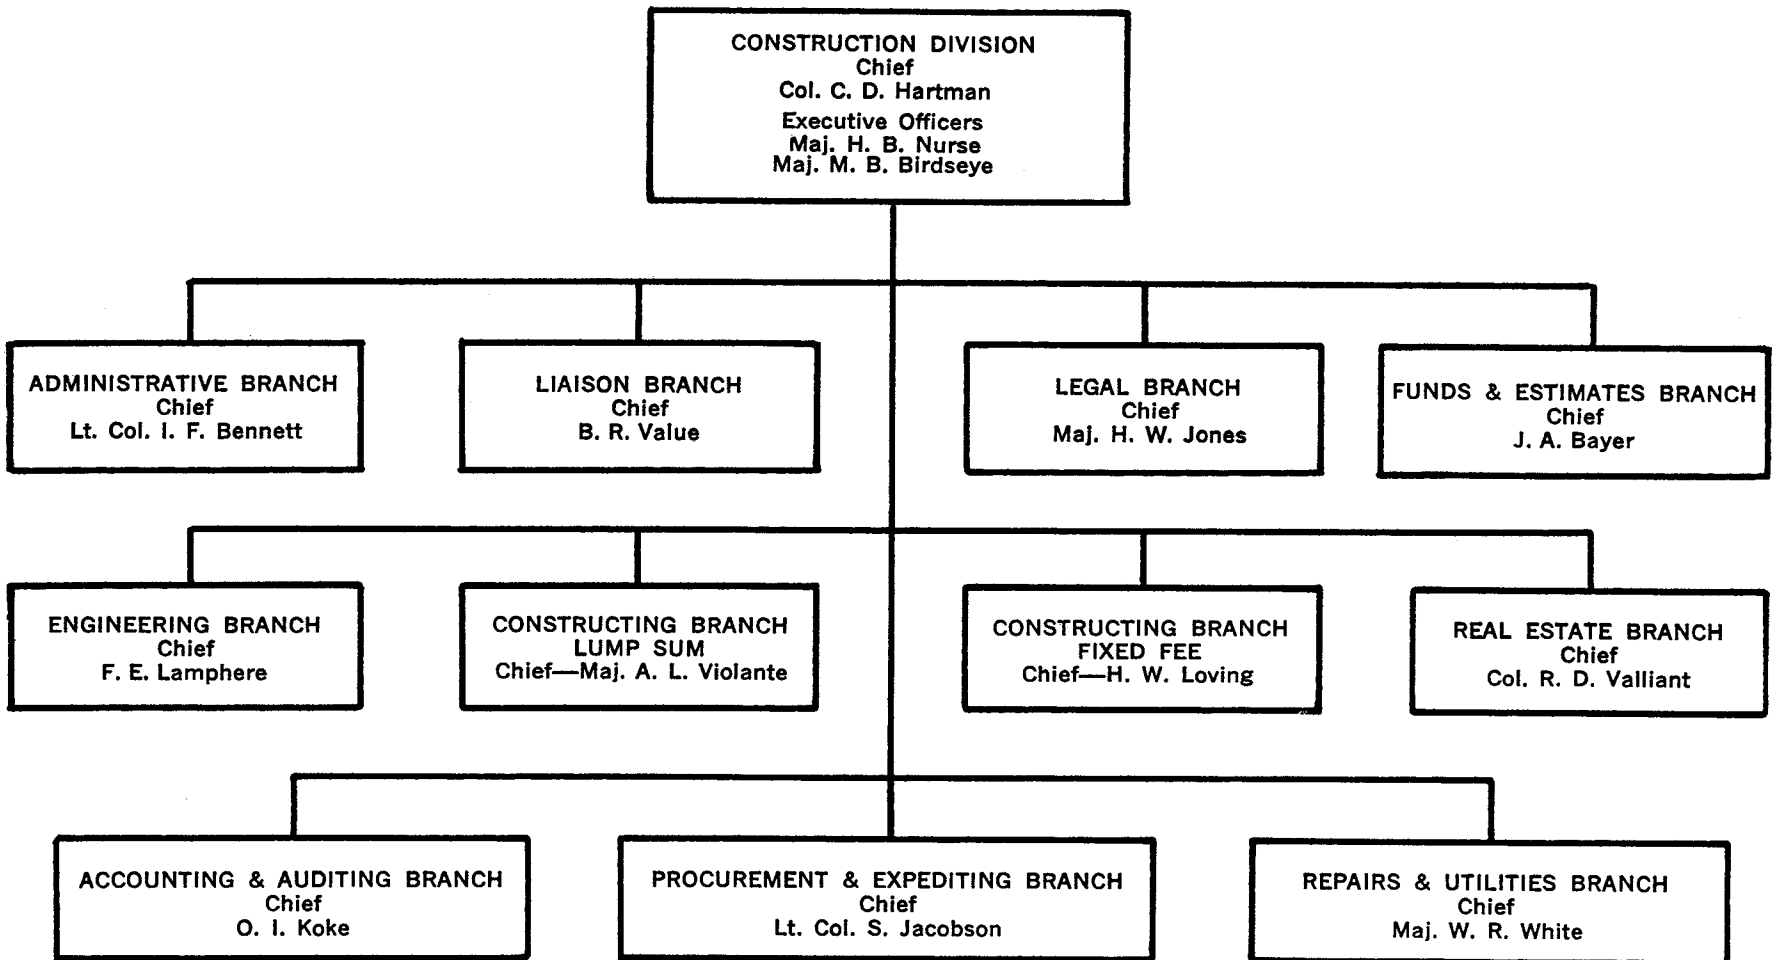 CONSTRUCTION DIVISION
Chief
Col. C. D. Hartman
Executive Officers
Maj. H. B. Nurse
Maj. M. B. Birdseye
ADMINISTRATIVE BRANCH
Chief
Lt. Col. I. F. Bennett
LIAISON BRANCH
Chief
B. R. Value
LEGAL BRANCH
Chief
Maj. H. W. Jones
FUNDS & ESTIMATES BRANCH
Chief
J. A. Bayer
ENGINEERING BRANCH
Chief
F. E. Lamphere
CONSTRUCTING BRANCH
LUMP SUM
Chief—Maj. A. L. Violante
CONSTRUCTING BRANCH
FIXED FEE
Chief—H. W. Loving
REAL ESTATE BRANCH
Chief
Col. R. D. Valliant
ACCOUNTING & AUDITING BRANCH
Chief
O. I. Koke
PROCUREMENT & EXPEDITING BRANCH
Chief
Lt. Col. S. Jacobson
REPAIRS & UTILITIES BRANCH
Chief
Maj. W. R. White